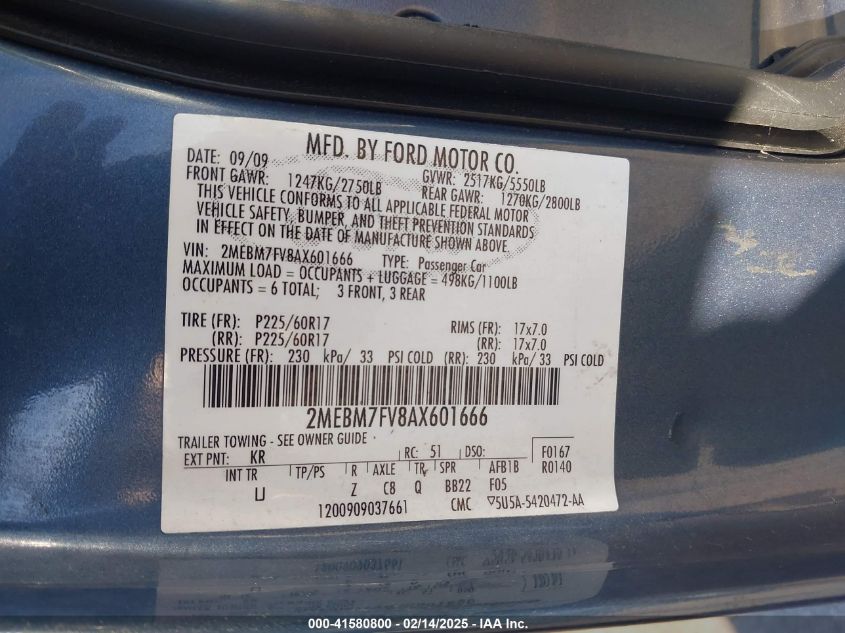 MFD. BY FORD MOTOR CO.
DATE: 09/09 GVWR: 2517KG/5550LB
FRONT GAWR: 1247KG/2750LB REAR GAWR: 1270KG/2800LB
THIS VEHICLE CONFORMS TO ALL APPLICABLE FEDERAL MOTOR
VEHICLE SAFETY, BUMPER, AND THEFT PREVENTION STANDARDS
IN EFFECT ON THE DATE OF MANUFACTURE SHOWN ABOVE.
VIN: 2MEBM7FV8AX601666 TYPE: Passenger Car
MAXIMUM LOAD = OCCUPANTS + LUGGAGE = 498KG/1100LB
OCCUPANTS = 6 TOTAL; 3 FRONT, 3 REAR
TIRE (FR): P225/60R17 RIMS (FR): 17x7.0
(RR): P225/60R17 (RR): 17x7.0
PRESSURE (FR): 230 kPa/ 33 PSI COLD (RR): 230 kPa/ 33 PSI COLD
2MEBM7FV8AX601666
TRAILER TOWING - SEE OWNER GUIDE
EXT PNT: KR RC: 51 DSO: F0167
R0140
INT TR TP/PS R AXLE TR SPR AFB1B
U Z C8 Q BB22 F05
1200909037661 CMC ▽5U5A-5420472-AA
000-41580800 - 02/14/2025 - IAA Inc.